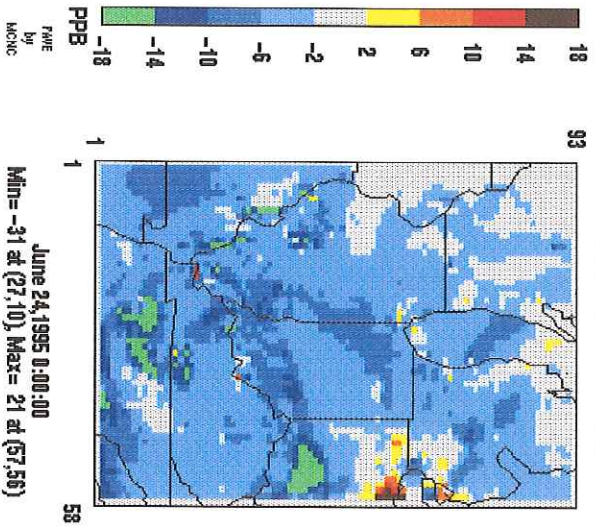 PPB
-18
-14
-10
-6
-2
2
6
10
14
18
PAVE
by
MCNC
1
93
1
58
June 24,1995 0:00:00
Min= -31 at (27,10), Max= 21 at (57,56)